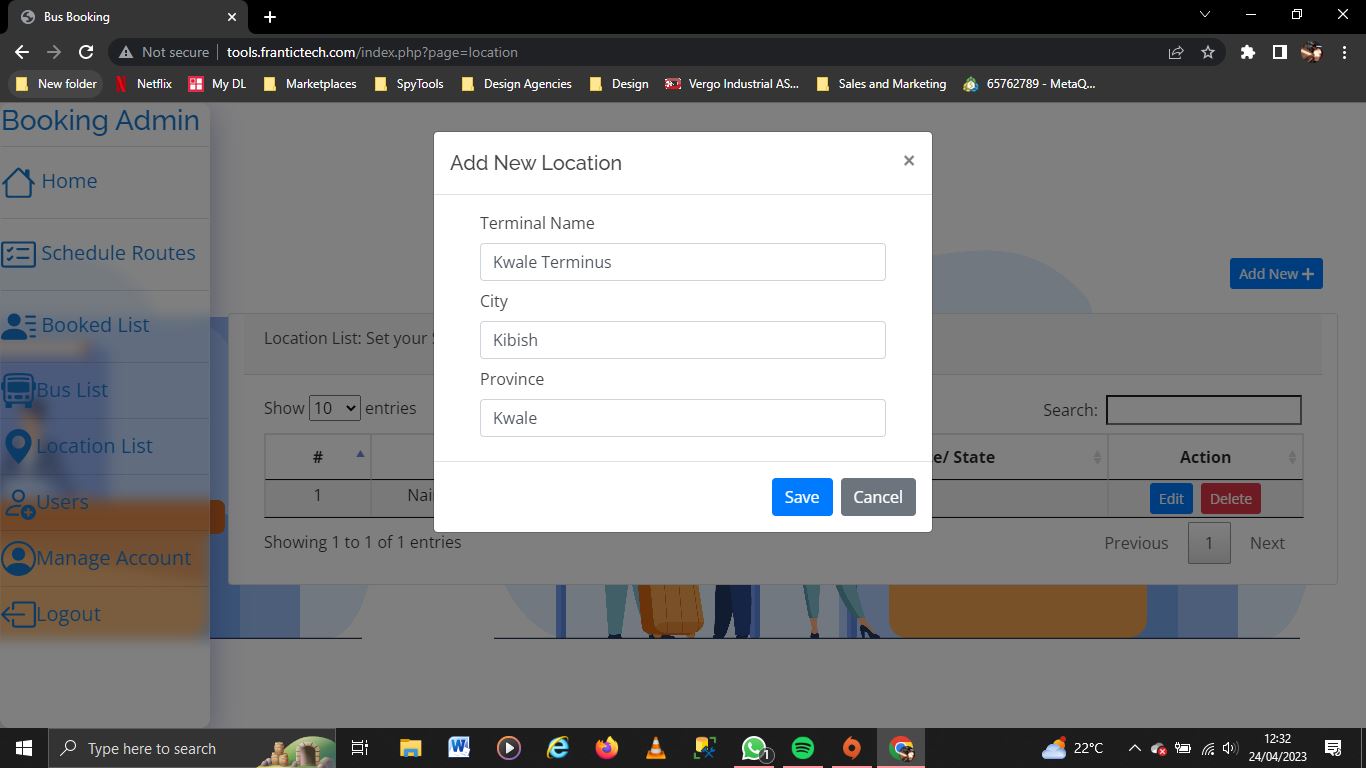 Bus Booking
Not secure
tools.frantictech.com/index.php?page=location
New folder
Netflix
My DL
Marketplaces
SpyTools
Design Agencies
Design
Vergo Industrial AS...
Sales and Marketing
65762789 - MetaQ...
Booking Admin
Home
Schedule Routes
Booked List
Bus List
Location List
Users
Manage Account
Logout
Add New +
Location List: Set your
Show 10 entries
Search:
#
e/ State
Action
1
Nai
Edit
Delete
Showing 1 to 1 of 1 entries
Previous
1
Next
Add New Location
×
Terminal Name
Kwale Terminus
City
Kibish
Province
Kwale
Save
Cancel
Type here to search
1
22°C
12:32
24/04/2023